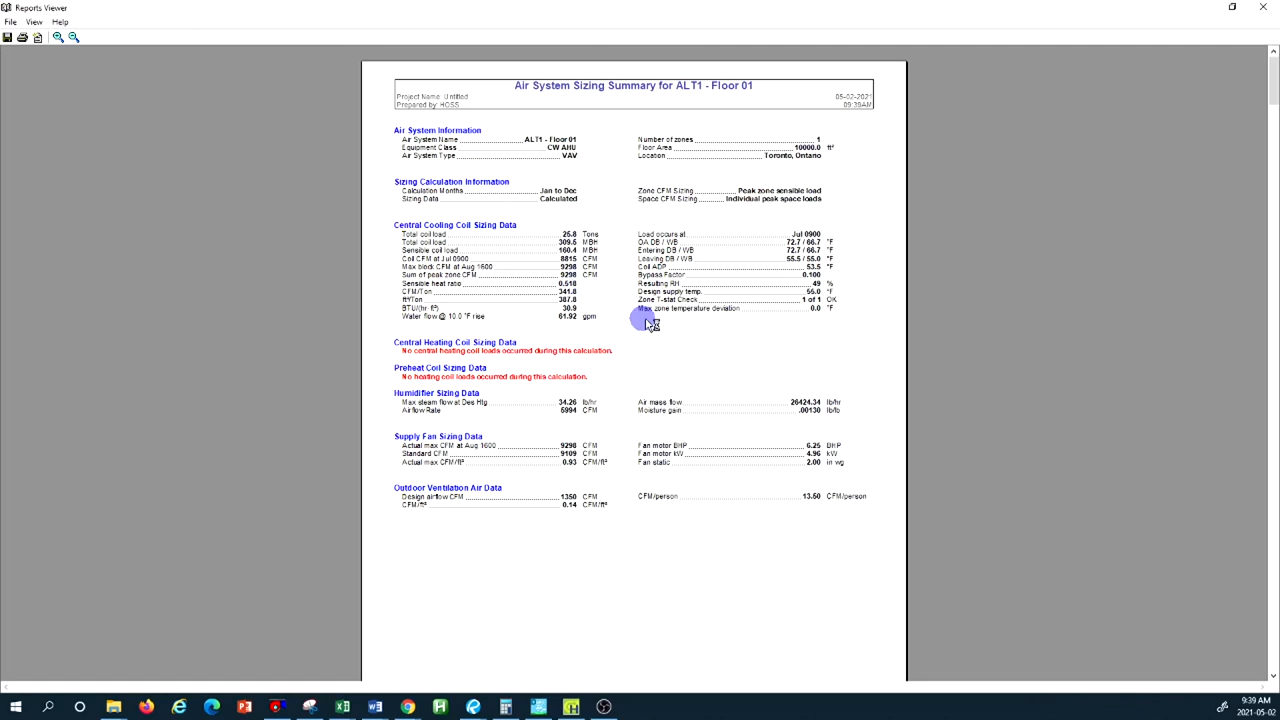 Reports Viewer
File View Help
Air System Sizing Summary for ALT1 - Floor 01
Project Name: Untitled 05-02-2021
Prepared by: HOSS 09:39AM
Air System Information
Air System Name ALT1 - Floor 01 Number of zones 1
Equipment Class CW AHU Floor Area 10000.0 ft²
Air System Type VAV Location Toronto, Ontario
Sizing Calculation Information
Calculation Months Jan to Dec Zone CFM Sizing Peak zone sensible load
Sizing Data Calculated Space CFM Sizing Individual peak space loads
Central Cooling Coil Sizing Data
Total coil load 25.8 Tons Load occurs at Jul 0900
Total coil load 309.5 MBH OA DB / WB 72.7 / 66.7 °F
Sensible coil load 160.4 MBH Entering DB / WB 72.7 / 66.7 °F
Coil CFM at Jul 0900 8815 CFM Leaving DB / WB 55.5 / 55.0 °F
Max block CFM at Aug 1600 9298 CFM Coil ADP 53.5 °F
Sum of peak zone CFM 9298 CFM Bypass Factor 0.100
Sensible heat ratio 0.518 Resulting RH 49 %
CFM/Ton 341.8 Design supply temp. 55.0 °F
ft²/Ton 387.8 Zone T-stat Check 1 of 1 OK
BTU/(hr·ft²) 30.9 Max zone temperature deviation 0.0 °F
Water flow @ 10.0 °F rise 61.92 gpm
Central Heating Coil Sizing Data
No central heating coil loads occurred during this calculation.
Preheat Coil Sizing Data
No heating coil loads occurred during this calculation.
Humidifier Sizing Data
Max steam flow at Des Htg 34.26 lb/hr Air mass flow 26424.34 lb/hr
Airflow Rate 5994 CFM Moisture gain .00130 lb/lb
Supply Fan Sizing Data
Actual max CFM at Aug 1600 9298 CFM Fan motor BHP 6.25 BHP
Standard CFM 9109 CFM Fan motor kW 4.96 kW
Actual max CFM/ft² 0.93 CFM/ft² Fan static 2.00 in wg
Outdoor Ventilation Air Data
Design airflow CFM 1350 CFM CFM/person 13.50 CFM/person
CFM/ft² 0.14 CFM/ft²
9:39 AM
2021-05-02